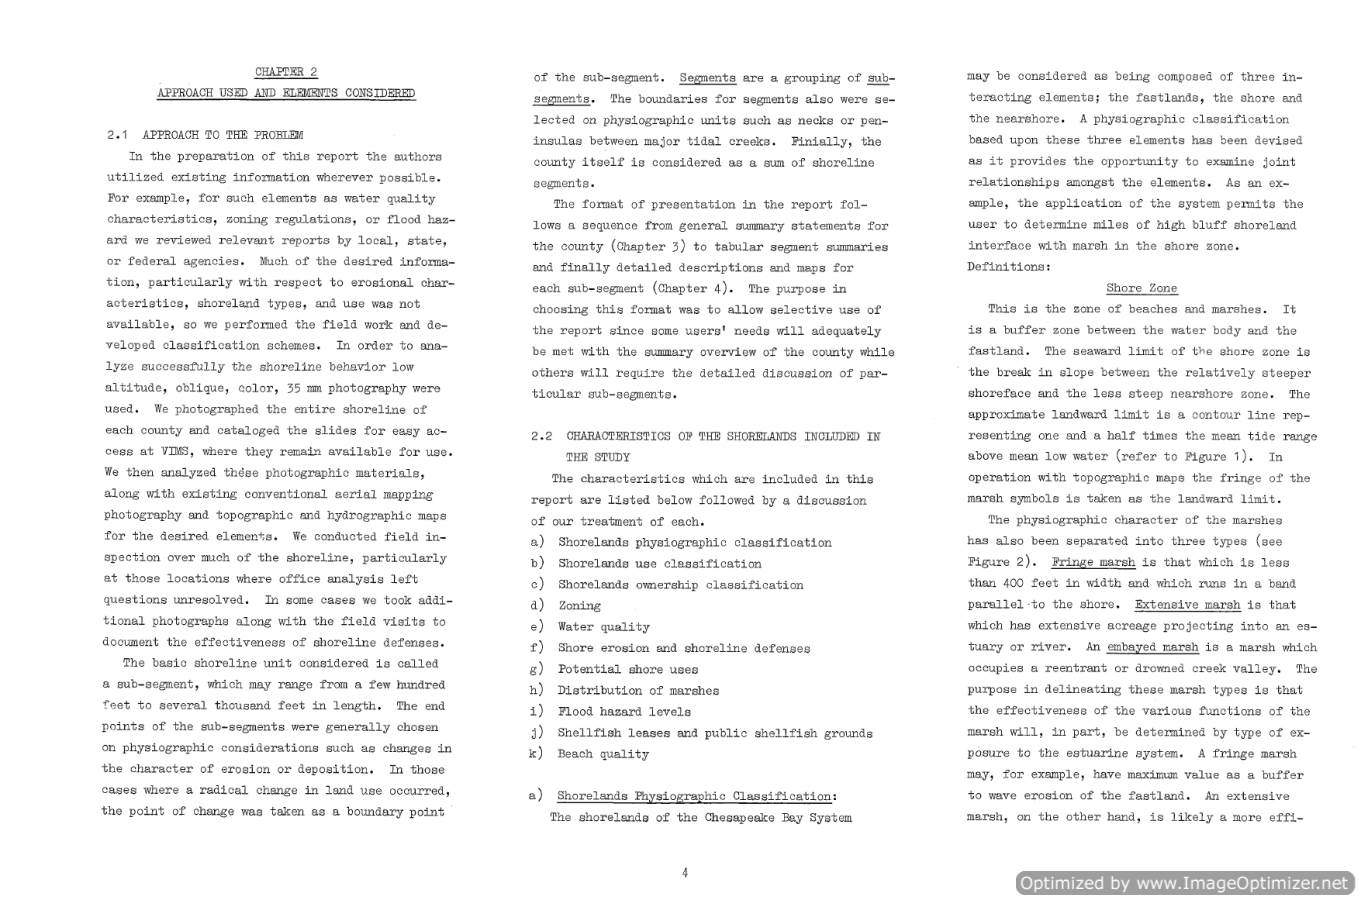 CHAPTER 2
APPROACH USED AND ELEMENTS CONSIDERED
2.1 APPROACH TO THE PROBLEM
In the preparation of this report the authors
utilized existing information wherever possible.
For example, for such elements as water quality
characteristics, zoning regulations, or flood haz-
ard we reviewed relevant reports by local, state,
or federal agencies. Much of the desired informa-
tion, particularly with respect to erosional char-
acteristics, shoreland types, and use was not
available, so we performed the field work and de-
veloped classification schemes. In order to ana-
lyze successfully the shoreline behavior low
altitude, oblique, color, 35 mm photography were
used. We photographed the entire shoreline of
each county and cataloged the slides for easy ac-
cess at VIMS, where they remain available for use.
We then analyzed these photographic materials,
along with existing conventional aerial mapping
photography and topographic and hydrographic maps
for the desired elements. We conducted field in-
spection over much of the shoreline, particularly
at those locations where office analysis left
questions unresolved. In some cases we took addi-
tional photographs along with the field visits to
document the effectiveness of shoreline defenses.
The basic shoreline unit considered is called
a sub-segment, which may range from a few hundred
feet to several thousand feet in length. The end
points of the sub-segments were generally chosen
on physiographic considerations such as changes in
the character of erosion or deposition. In those
cases where a radical change in land use occurred,
the point of change was taken as a boundary point
of the sub-segment. Segments are a grouping of sub-
segments. The boundaries for segments also were se-
lected on physiographic units such as necks or pen-
insulas between major tidal creeks. Finially, the
county itself is considered as a sum of shoreline
segments.
The format of presentation in the report fol-
lows a sequence from general summary statements for
the county (Chapter 3) to tabular segment summaries
and finally detailed descriptions and maps for
each sub-segment (Chapter 4). The purpose in
choosing this format was to allow selective use of
the report since some users' needs will adequately
be met with the summary overview of the county while
others will require the detailed discussion of par-
ticular sub-segments.
2.2 CHARACTERISTICS OF THE SHORELANDS INCLUDED IN
THE STUDY
The characteristics which are included in this
report are listed below followed by a discussion
of our treatment of each.
a) Shorelands physiographic classification
b) Shorelands use classification
c) Shorelands ownership classification
d) Zoning
e) Water quality
f) Shore erosion and shoreline defenses
g) Potential shore uses
h) Distribution of marshes
i) Flood hazard levels
j) Shellfish leases and public shellfish grounds
k) Beach quality
a) Shorelands Physiographic Classification:
The shorelands of the Chesapeake Bay System
may be considered as being composed of three in-
teracting elements; the fastlands, the shore and
the nearshore. A physiographic classification
based upon these three elements has been devised
as it provides the opportunity to examine joint
relationships amongst the elements. As an ex-
ample, the application of the system permits the
user to determine miles of high bluff shoreland
interface with marsh in the shore zone.
Definitions:
Shore Zone
This is the zone of beaches and marshes. It
is a buffer zone between the water body and the
fastland. The seaward limit of the shore zone is
the break in slope between the relatively steeper
shoreface and the less steep nearshore zone. The
approximate landward limit is a contour line rep-
resenting one and a half times the mean tide range
above mean low water (refer to Figure 1). In
operation with topographic maps the fringe of the
marsh symbols is taken as the landward limit.
The physiographic character of the marshes
has also been separated into three types (see
Figure 2). Fringe marsh is that which is less
than 400 feet in width and which runs in a band
parallel to the shore. Extensive marsh is that
which has extensive acreage projecting into an es-
tuary or river. An embayed marsh is a marsh which
occupies a reentrant or drowned creek valley. The
purpose in delineating these marsh types is that
the effectiveness of the various functions of the
marsh will, in part, be determined by type of ex-
posure to the estuarine system. A fringe marsh
may, for example, have maximum value as a buffer
to wave erosion of the fastland. An extensive
marsh, on the other hand, is likely a more effi-
4
Optimized by www.ImageOptimizer.net